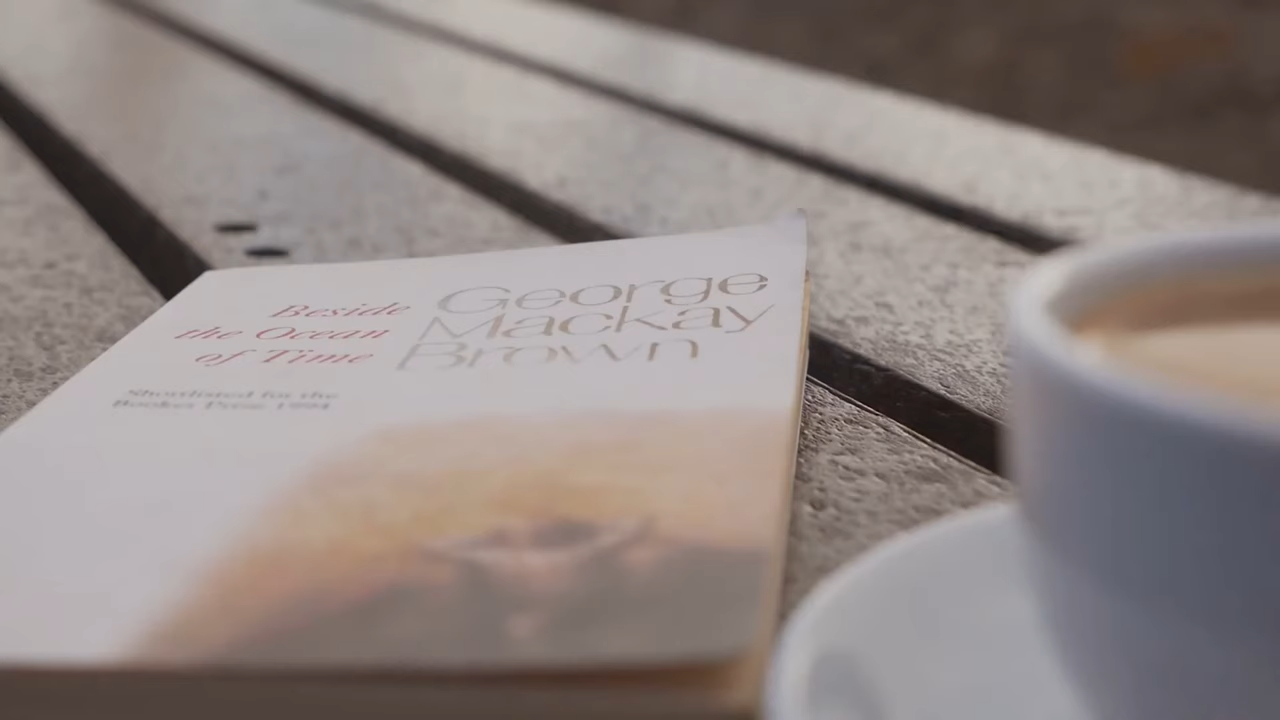 Beside
the Ocean
of Time
George
Mackay
Brown
Shortlisted for the
Booker Prize 1994